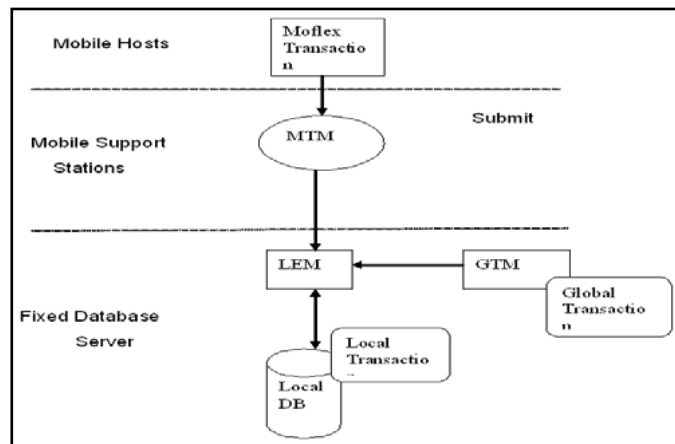 Mobile Hosts
Moflex
Transactio
n
MTM
Submit
Mobile Support
Stations
LEM
GTM
Global
Transactio
n
Fixed Database
Server
Local
Transactio
Local
DB